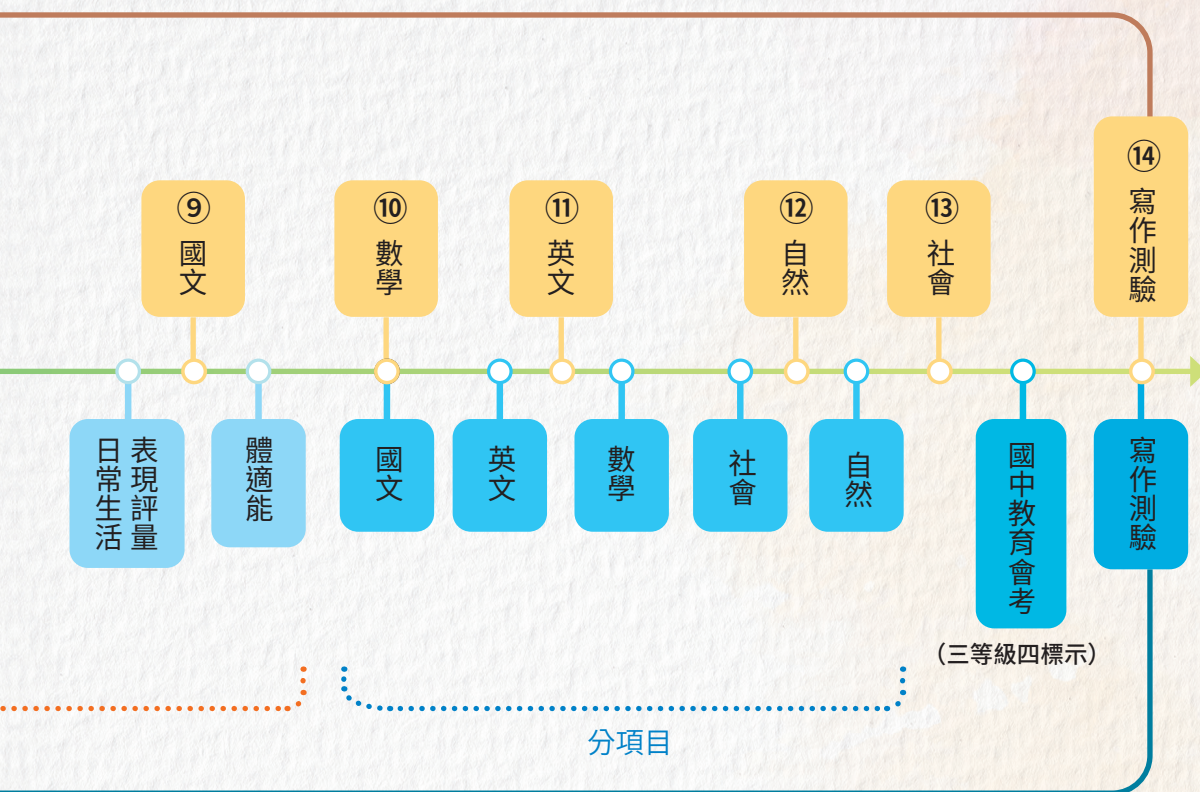 ⑨
國文
⑩
數學
⑪
英文
⑫
自然
⑬
社會
⑭
寫作測驗
日常生活
表現評量
體適能
國文
英文
數學
社會
自然
國中教育會考
(三等級四標示)
寫作測驗
分項目